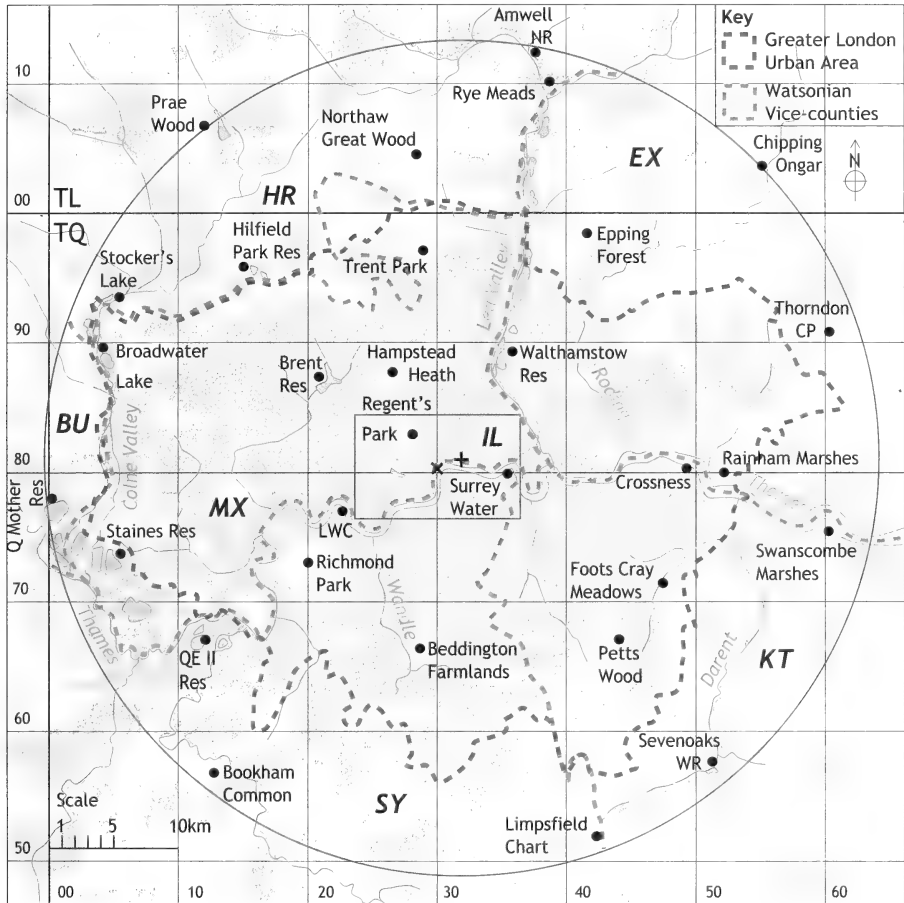 Key
Greater London
Urban Area
Watsonian
Vice-counties
Amwell
NR
10
Rye Meads
Prae
Wood
Northaw
Great Wood
EX
Chipping
Ongar
N
TL
HR
00
TQ
Hilfield
Park Res
Stocker's
Lake
Trent Park
Epping
Forest
Lea Valley
Thorndon
CP
90
Broadwater
Lake
Brent
Res
Hampstead
Heath
Walthamstow
Res
Roding
Regent's
Park
BU
Colne Valley
IL
80
Rainham Marshes
Surrey
Water
Crossness
Thames
Q Mother
Res
MX
LWC
Staines Res
Swanscombe
Marshes
Richmond
Park
Foots Cray
Meadows
70
Thames
Wandle
QE II
Res
Beddington
Farmlands
Petts
Wood
Darent
KT
60
Sevenoaks
WR
Bookham
Common
SY
Scale
1 5 10km
Limpsfield
Chart
50
00 10 20 30 40 50 60